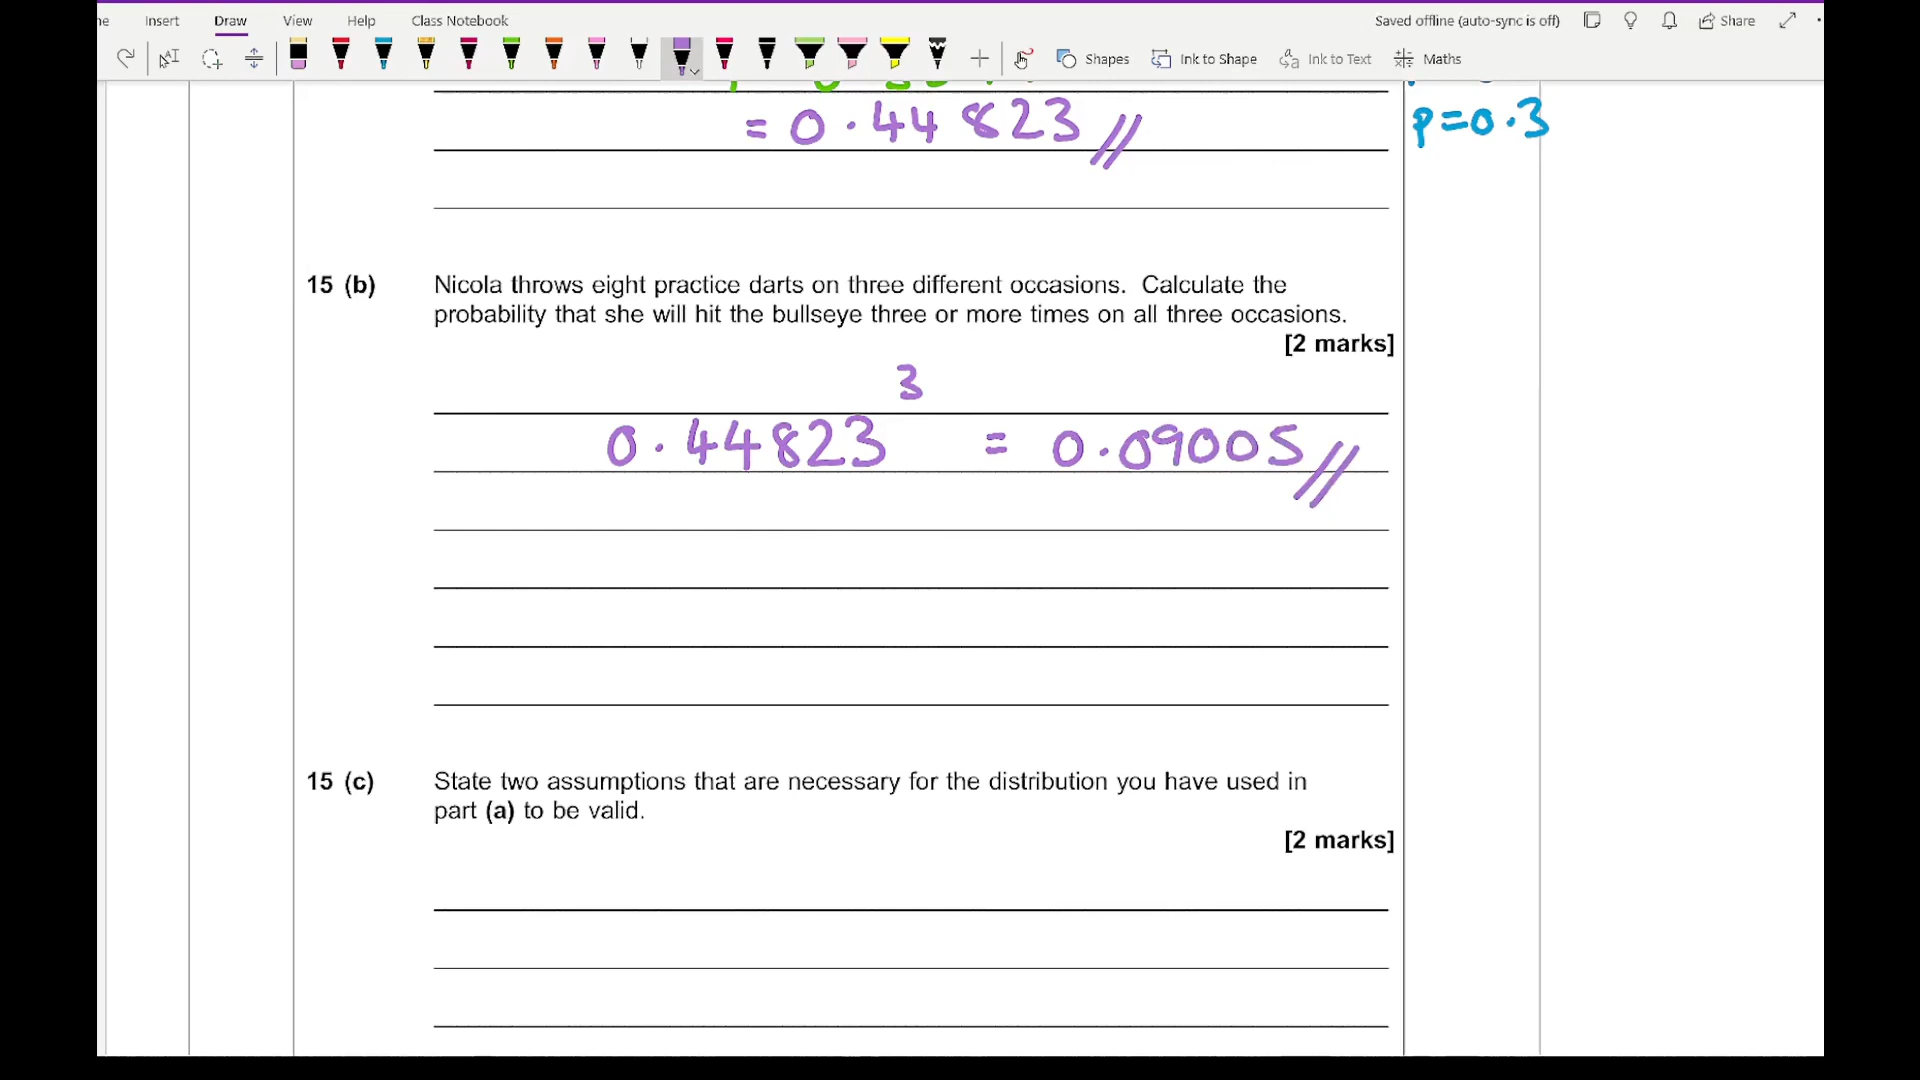 Insert Draw View Help Class Notebook Saved offline (auto-sync is off) Share
Shapes Ink to Shape Ink to Text Maths
= 0.44823
p=0.3
15 (b) Nicola throws eight practice darts on three different occasions. Calculate the
probability that she will hit the bullseye three or more times on all three occasions.
[2 marks]
3
0.44823 = 0.09005
15 (c) State two assumptions that are necessary for the distribution you have used in
part (a) to be valid.
[2 marks]